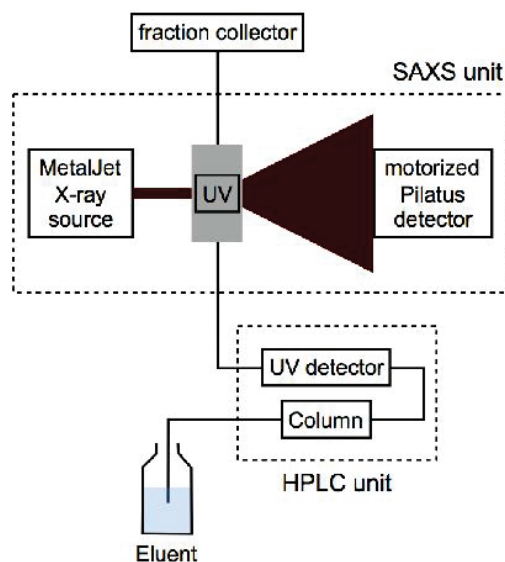 fraction collector
SAXS unit
MetalJet
X-ray
source
UV
motorized
Pilatus
detector
UV detector
Column
HPLC unit
Eluent